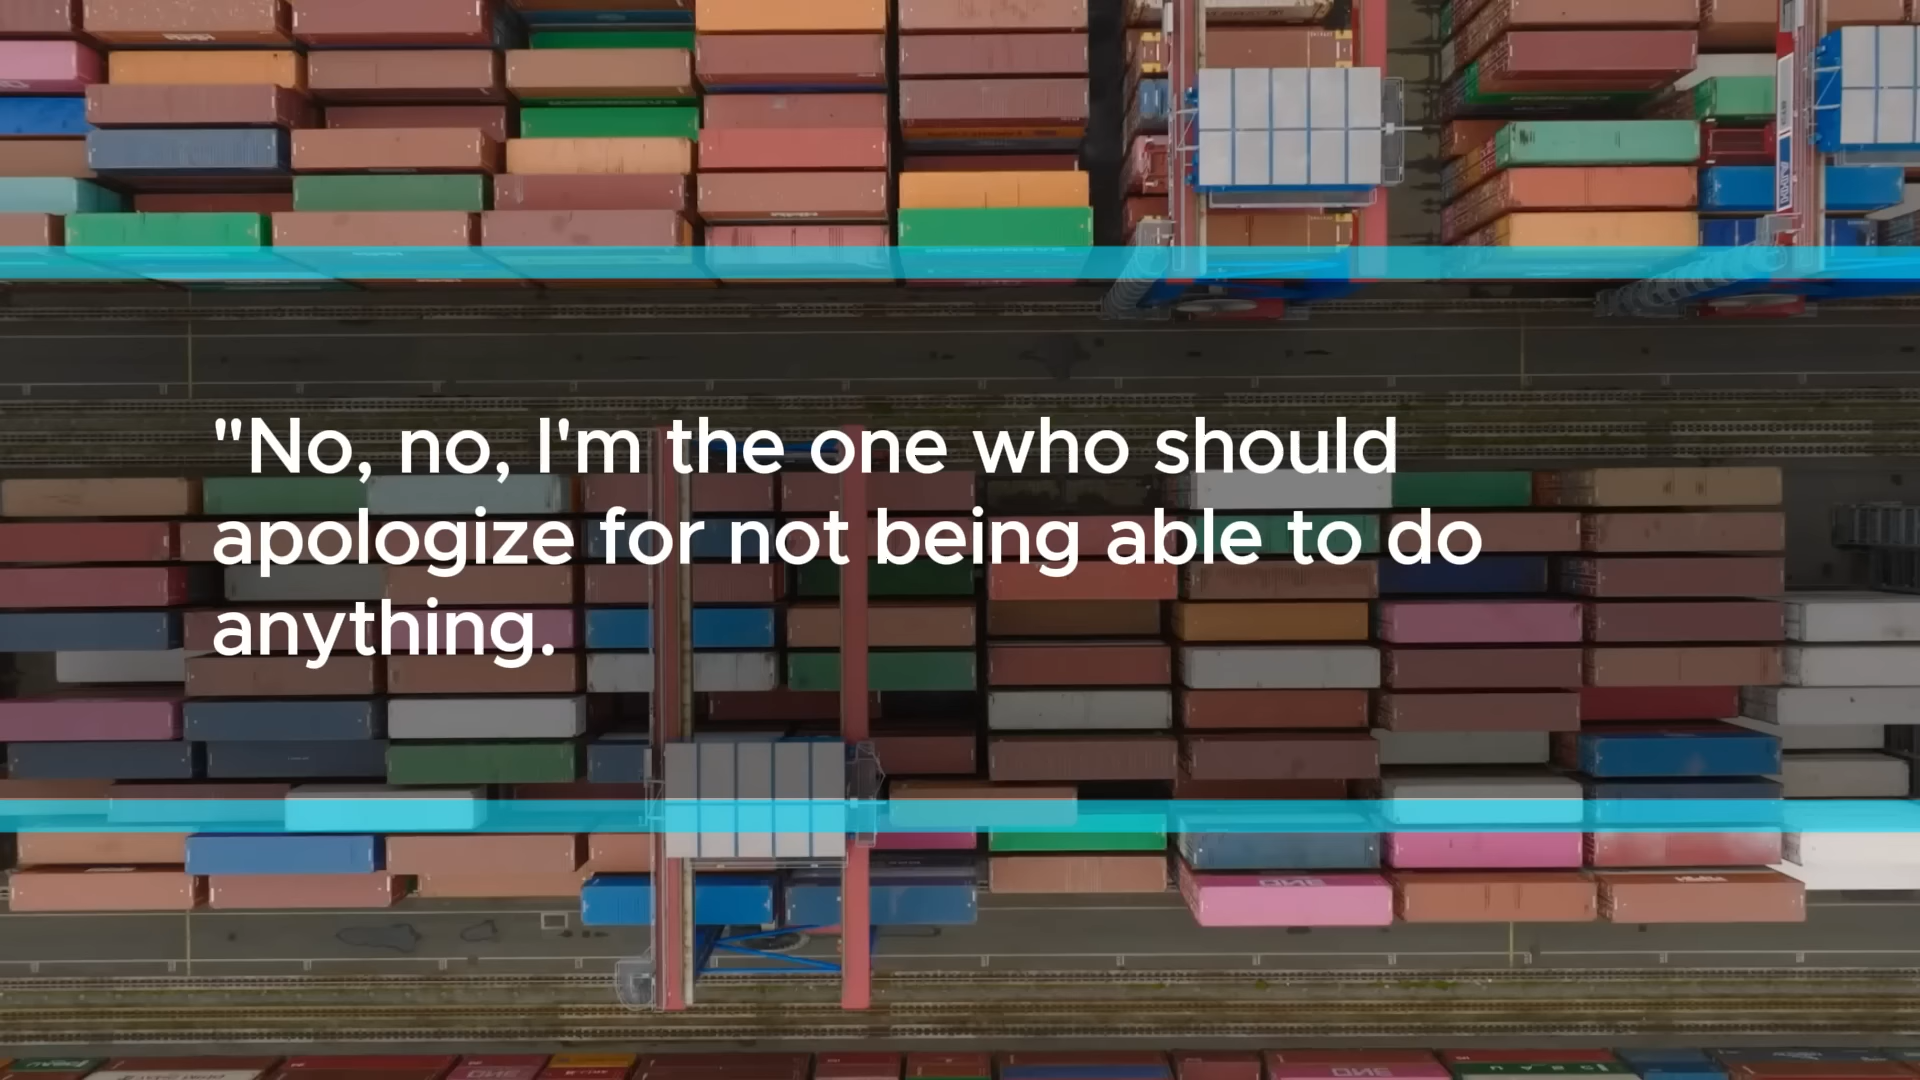 "No, no, I'm the one who should
apologize for not being able to do
anything.